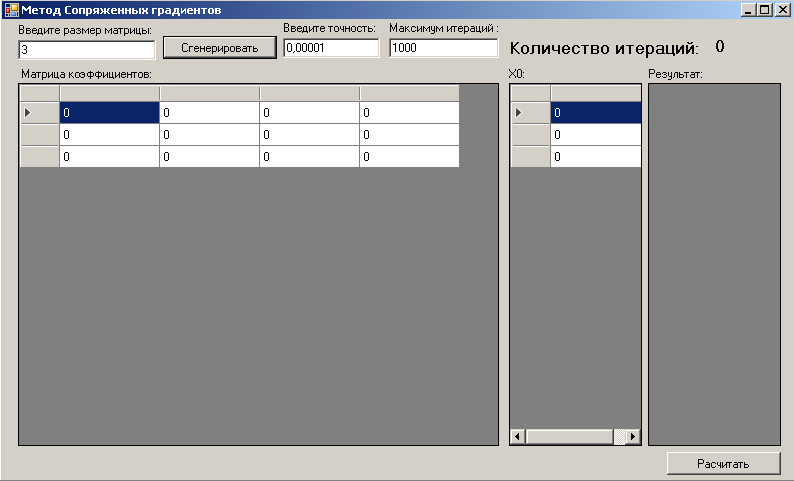 Метод Сопряженных градиентов
Введите размер матрицы:
Введите точность:
Максимум итераций :
3
Сгенерировать
0,00001
1000
Количество итераций: 0
Матрица коэффициентов:
X0:
Результат:
0 0 0 0 0
0 0 0 0 0
0 0 0 0 0
Расчитать